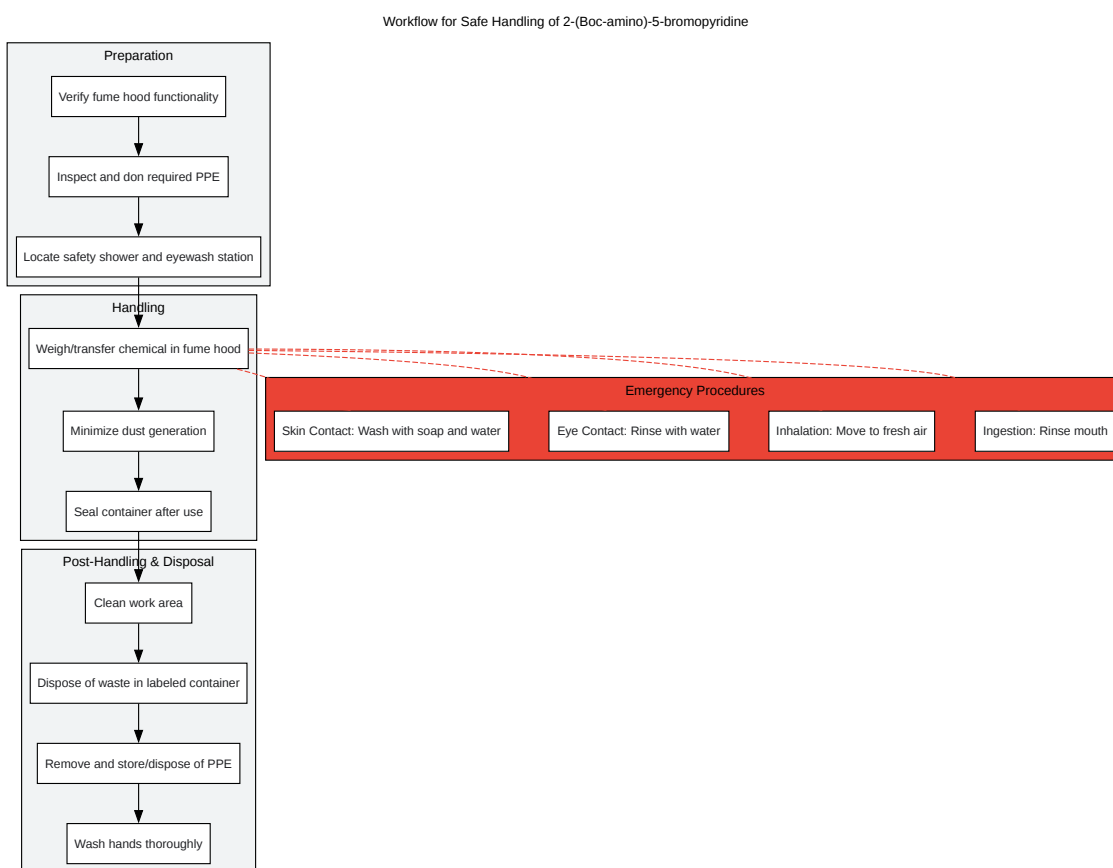 Workflow for Safe Handling of 2-(Boc-amino)-5-bromopyridine
Preparation
Verify fume hood functionality
Inspect and don required PPE
Locate safety shower and eyewash station
Handling
Weigh/transfer chemical in fume hood
Minimize dust generation
Seal container after use
Emergency Procedures
Skin Contact: Wash with soap and water
Eye Contact: Rinse with water
Inhalation: Move to fresh air
Ingestion: Rinse mouth
Post-Handling & Disposal
Clean work area
Dispose of waste in labeled container
Remove and store/dispose of PPE
Wash hands thoroughly